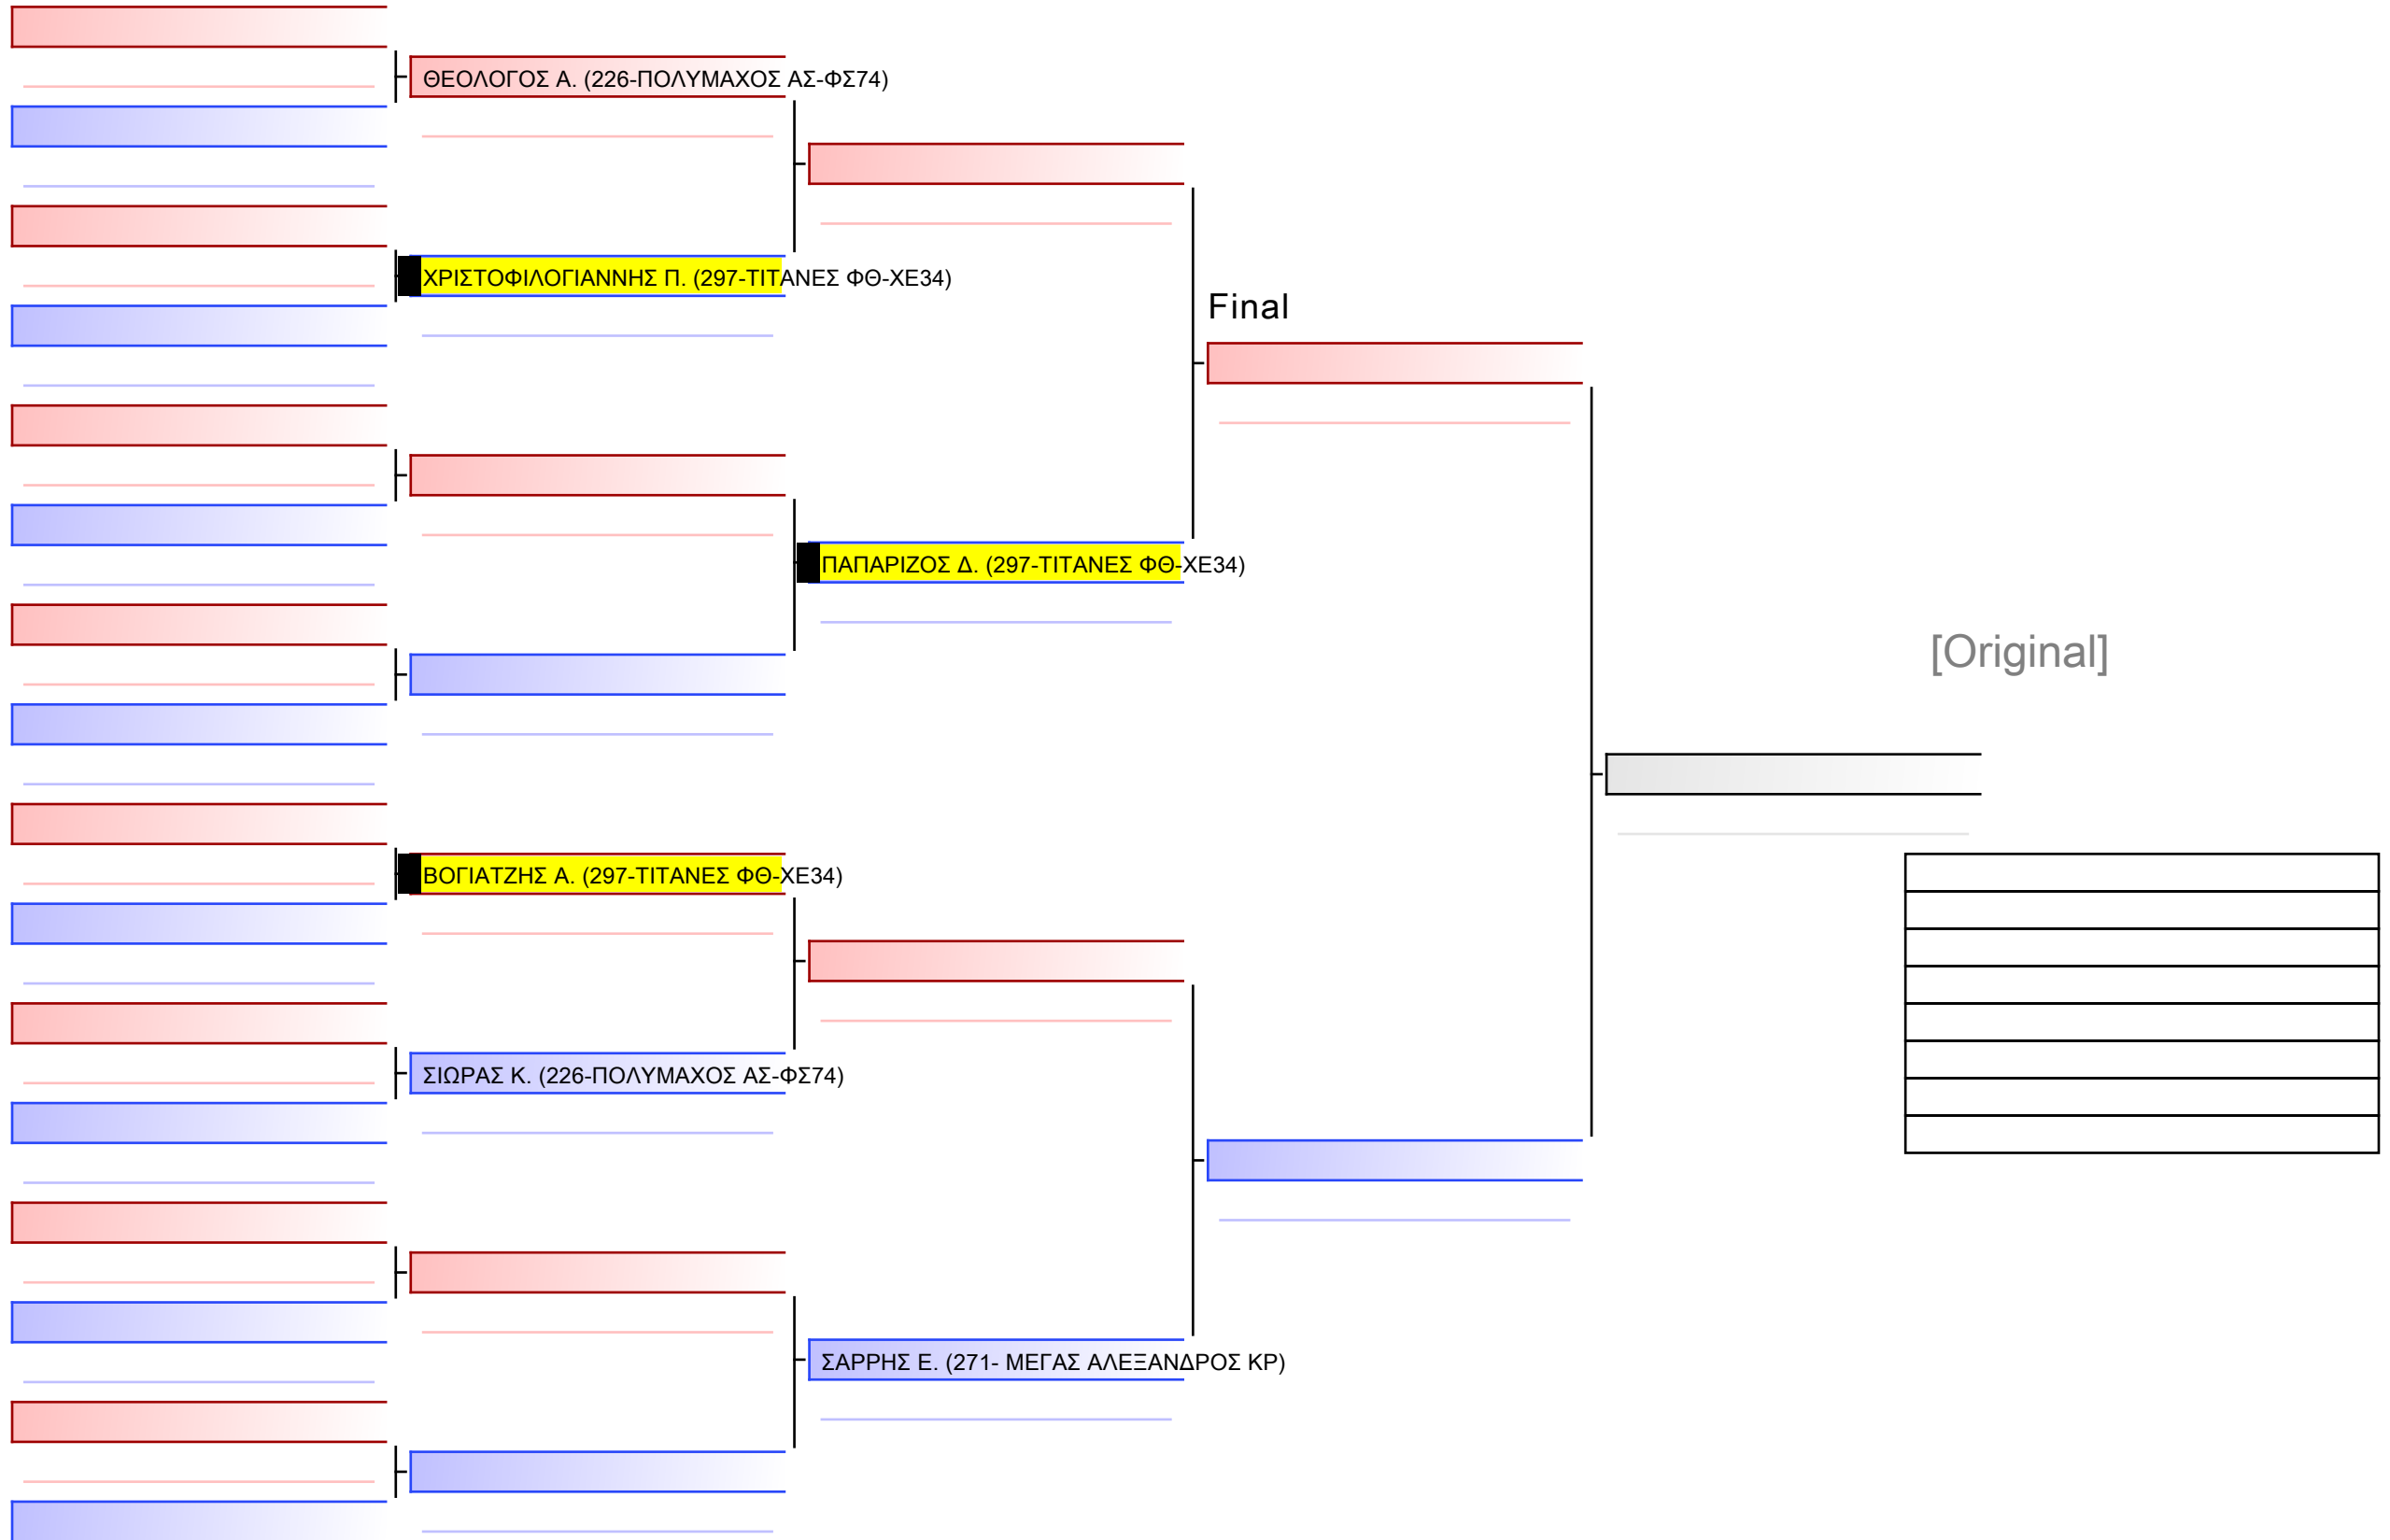 ΘΕΟΛΟΓΟΣ Α. (226-ΠΟΛΥΜΑΧΟΣ ΑΣ-ΦΣ74)
ΧΡΙΣΤΟΦΙΛΟΓΙΑΝΝΗΣ Π. (297-ΤΙΤΑΝΕΣ ΦΘ-ΧΕ34)
Final
ΠΑΠΑΡΙΖΟΣ Δ. (297-ΤΙΤΑΝΕΣ ΦΘ-ΧΕ34)
[Original]
ΒΟΓΙΑΤΖΗΣ Α. (297-ΤΙΤΑΝΕΣ ΦΘ-ΧΕ34)
ΣΙΩΡΑΣ Κ. (226-ΠΟΛΥΜΑΧΟΣ ΑΣ-ΦΣ74)
ΣΑΡΡΗΣ Ε. (271- ΜΕΓΑΣ ΑΛΕΞΑΝΔΡΟΣ ΚΡ)